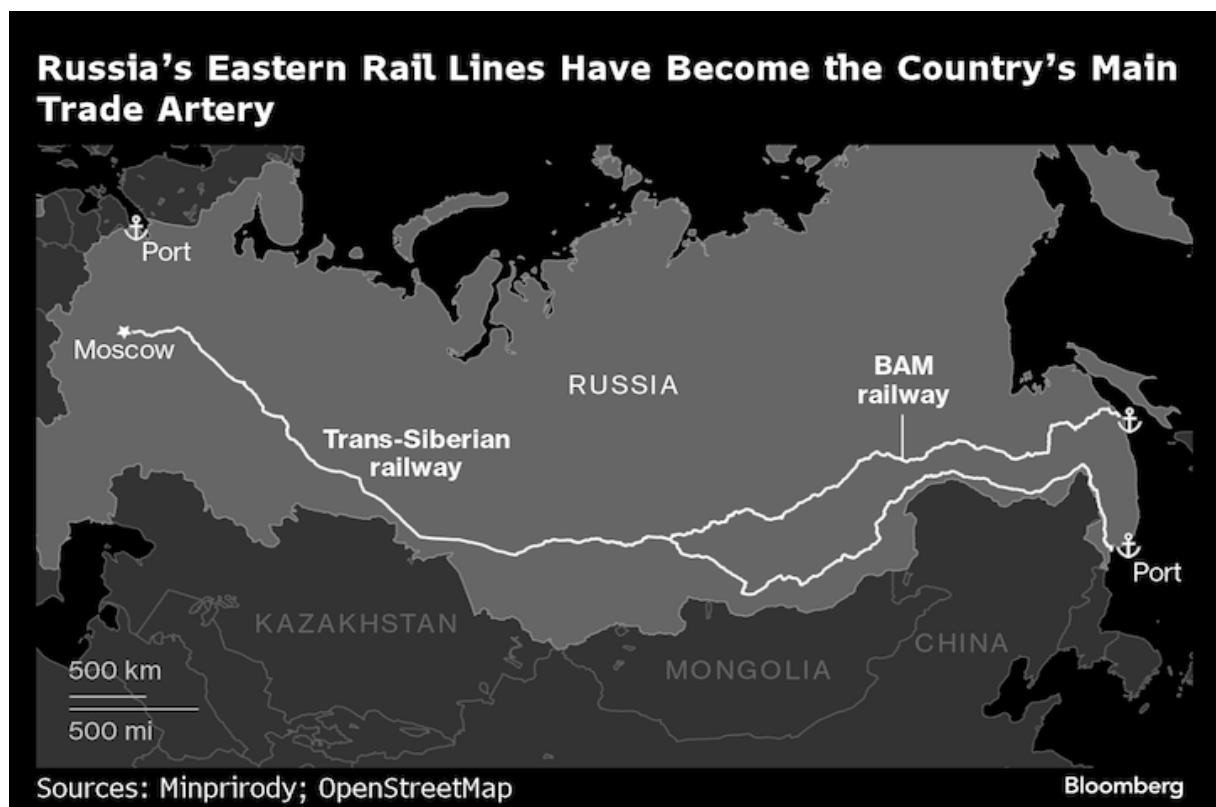 Russia's Eastern Rail Lines Have Become the Country's Main
Trade Artery
Port
Moscow
RUSSIA
BAM
railway
Trans-Siberian
railway
Port
KAZAKHSTAN
MONGOLIA
CHINA
500 km
500 mi
Sources: Minprirody; OpenStreetMap
Bloomberg